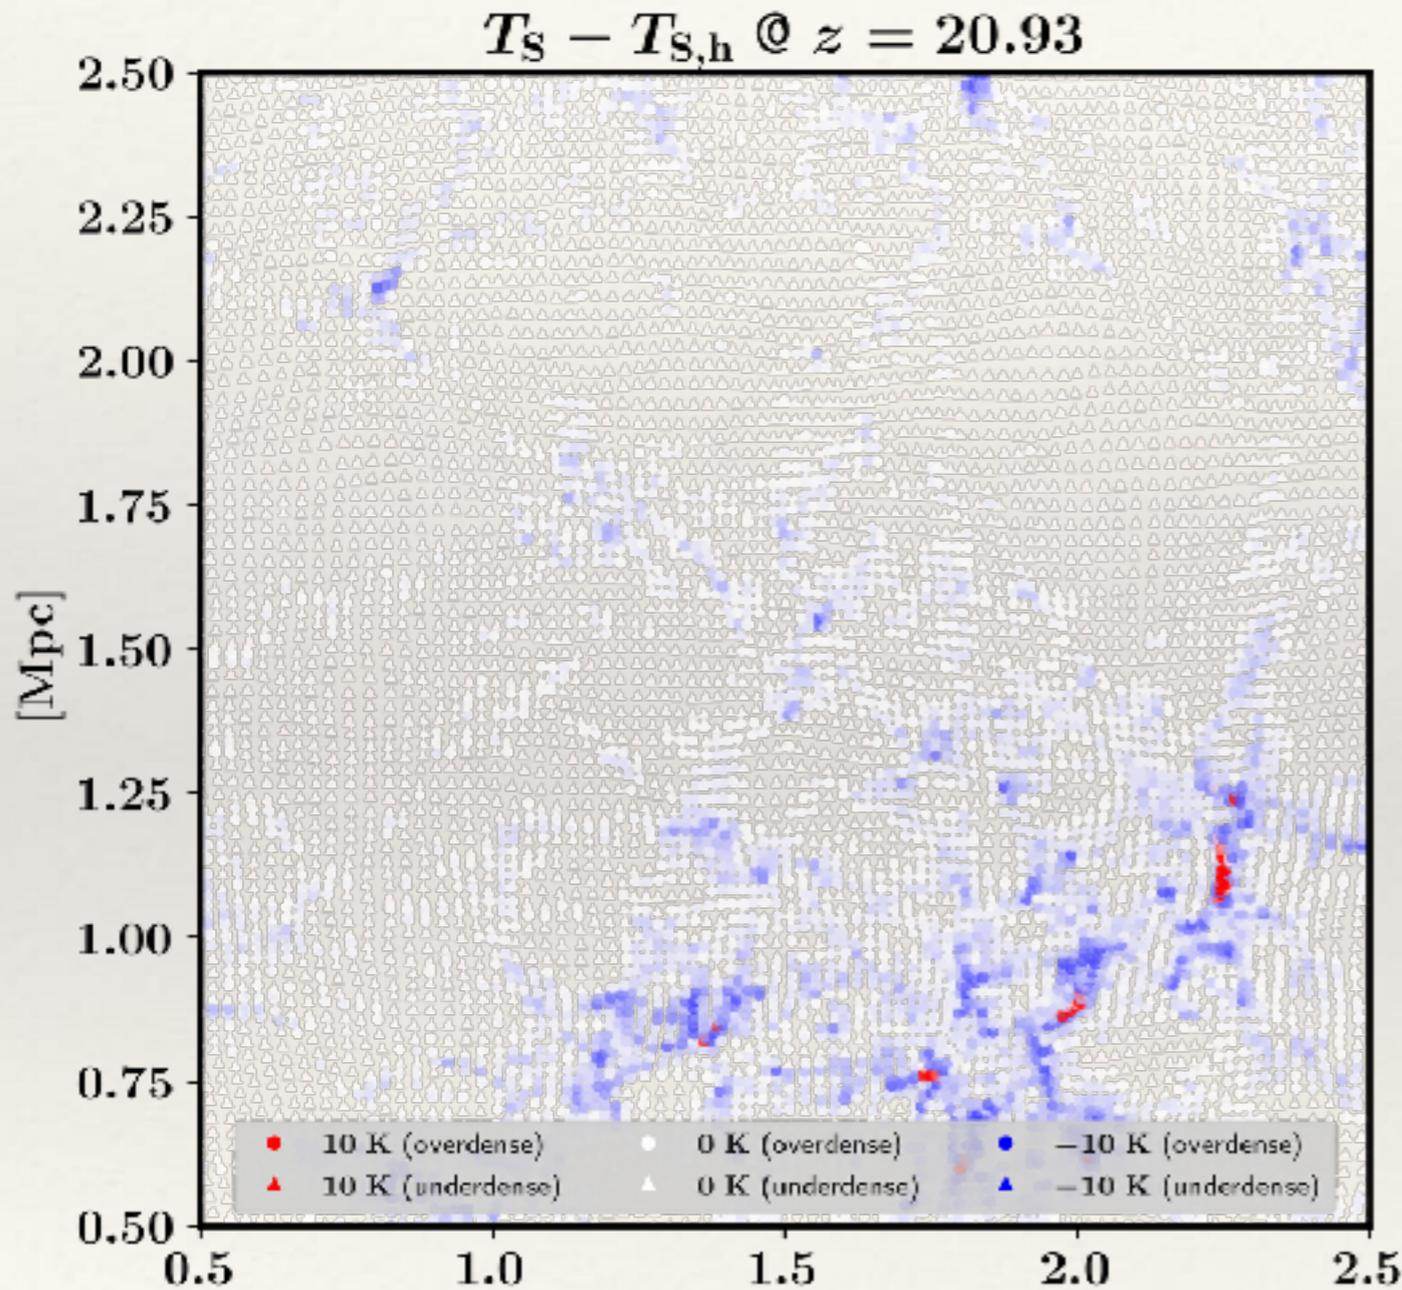 T_S − T_S,h @ z = 20.93
2.50
2.25
2.00
1.75
1.50
1.25
1.00
0.75
0.50
[Mpc]
10 K (overdense) 0 K (overdense) −10 K (overdense)
10 K (underdense) 0 K (underdense) −10 K (underdense)
0.5 1.0 1.5 2.0 2.5